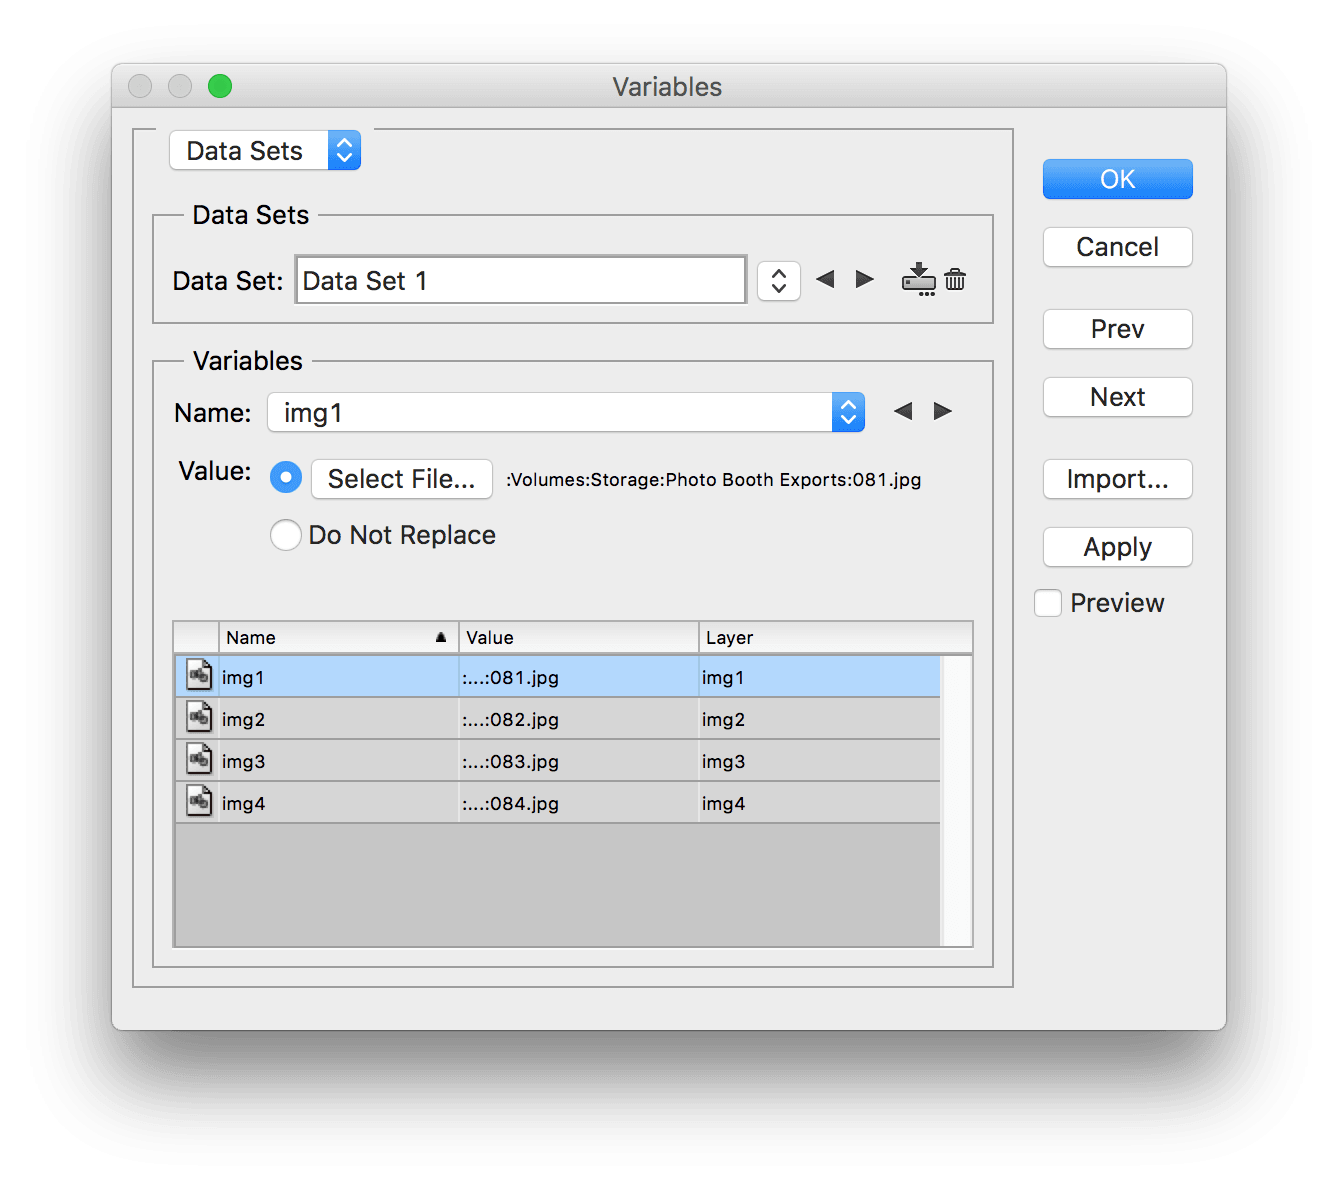 Variables
Data Sets
OK
Data Sets
Cancel
Data Set: Data Set 1
Prev
Variables
Next
Name: img1
Value: Select File... :Volumes:Storage:Photo Booth Exports:081.jpg
Import...
Do Not Replace
Apply
Preview
Name Value Layer
img1 :...:081.jpg img1
img2 :...:082.jpg img2
img3 :...:083.jpg img3
img4 :...:084.jpg img4